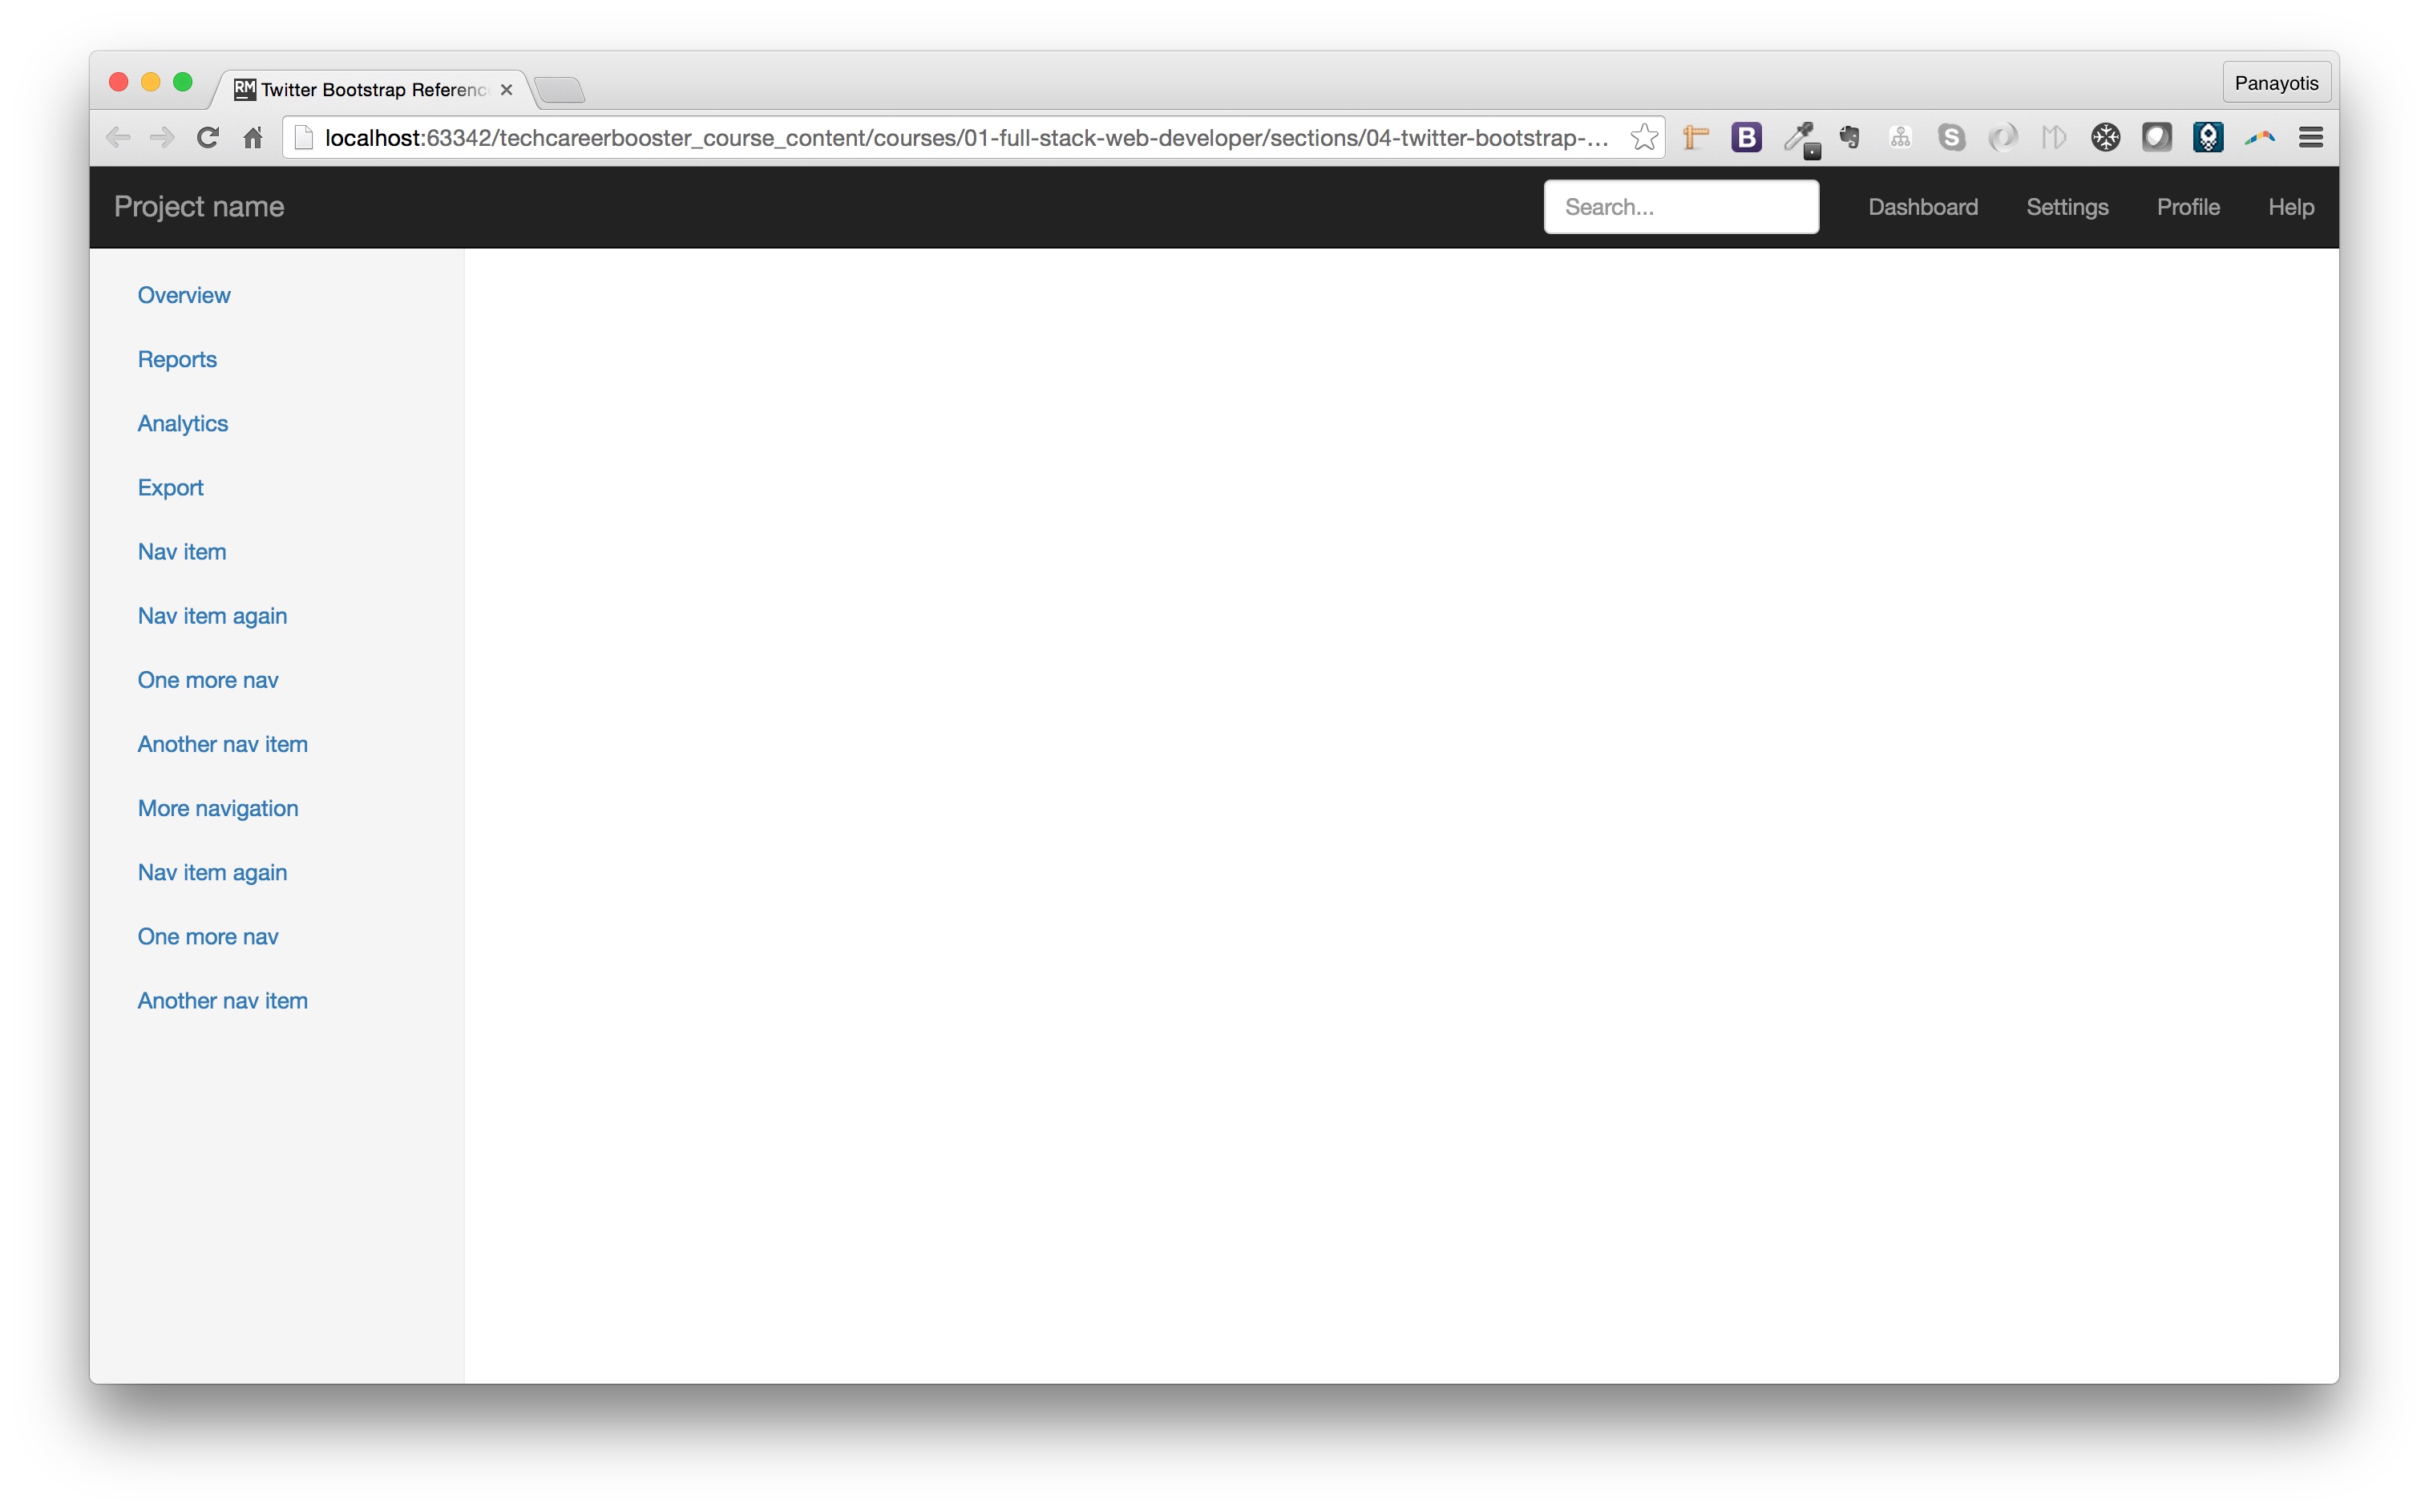 RM Twitter Bootstrap Referenc
Panayotis
localhost:63342/techcareerbooster_course_content/courses/01-full-stack-web-developer/sections/04-twitter-bootstrap-...
B
S
Project name
Search...
Dashboard
Settings
Profile
Help
Overview
Reports
Analytics
Export
Nav item
Nav item again
One more nav
Another nav item
More navigation
Nav item again
One more nav
Another nav item